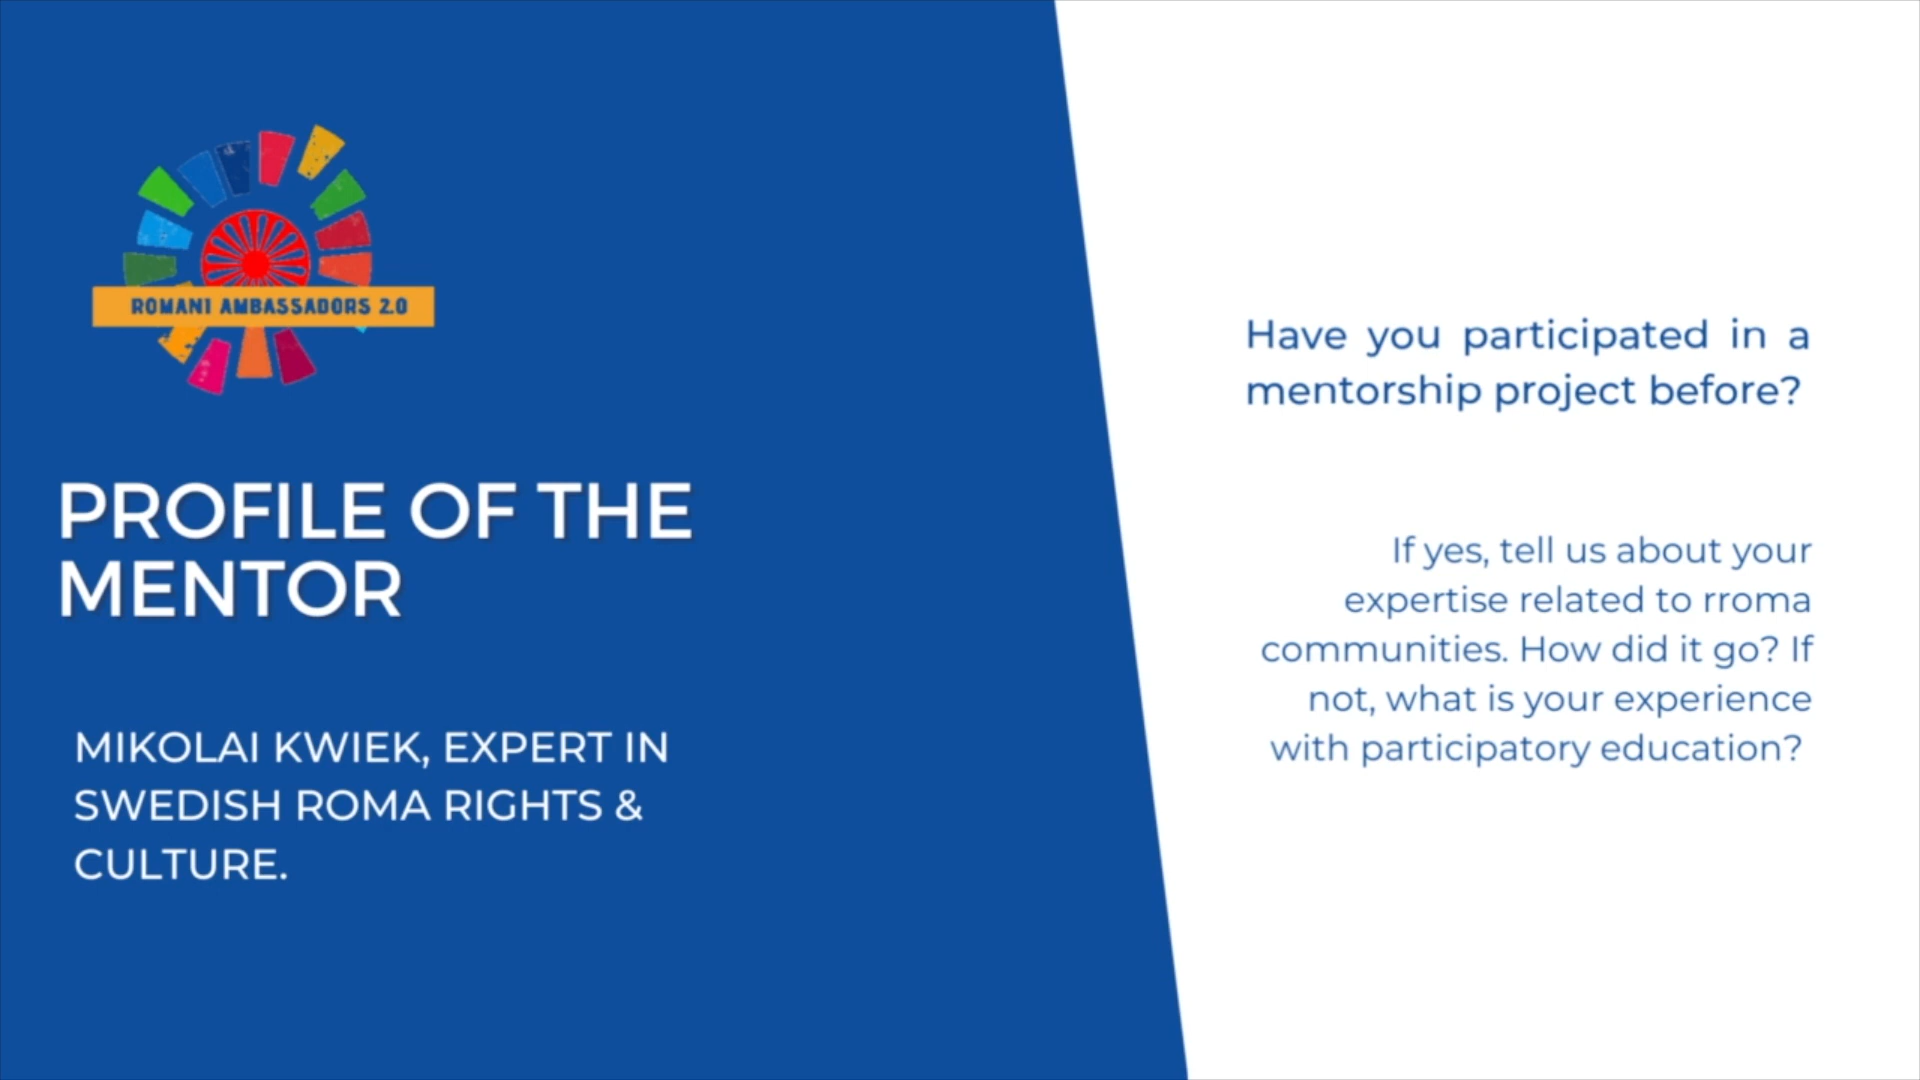 ROMANI AMBASSADORS 2.0
PROFILE OF THE
MENTOR
MIKOLAI KWIEK, EXPERT IN
SWEDISH ROMA RIGHTS &
CULTURE.
Have you participated in a
mentorship project before?
If yes, tell us about your
expertise related to rroma
communities. How did it go? If
not, what is your experience
with participatory education?